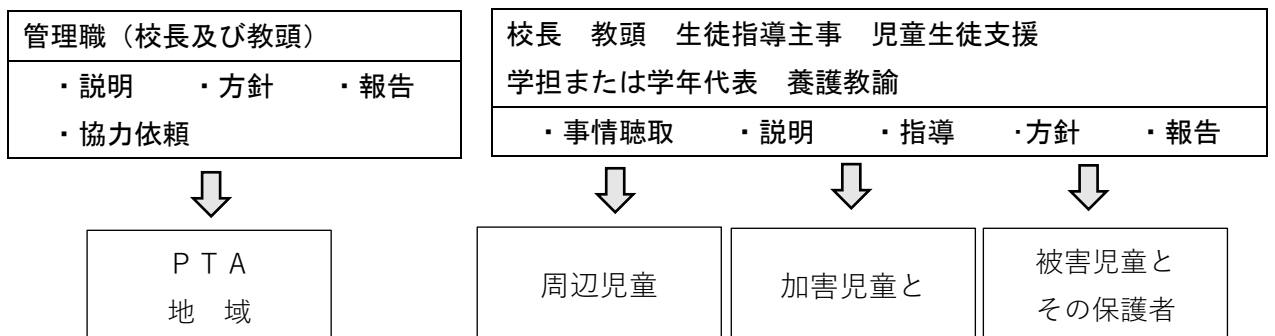 管理職（校長及び教頭）
・説明　・方針　・報告
・協力依頼
校長　教頭　生徒指導主事　児童生徒支援
学担または学年代表　養護教諭
・事情聴取　・説明　・指導　・方針　・報告
ＰＴＡ
地　域
周辺児童
加害児童と
被害児童と
その保護者